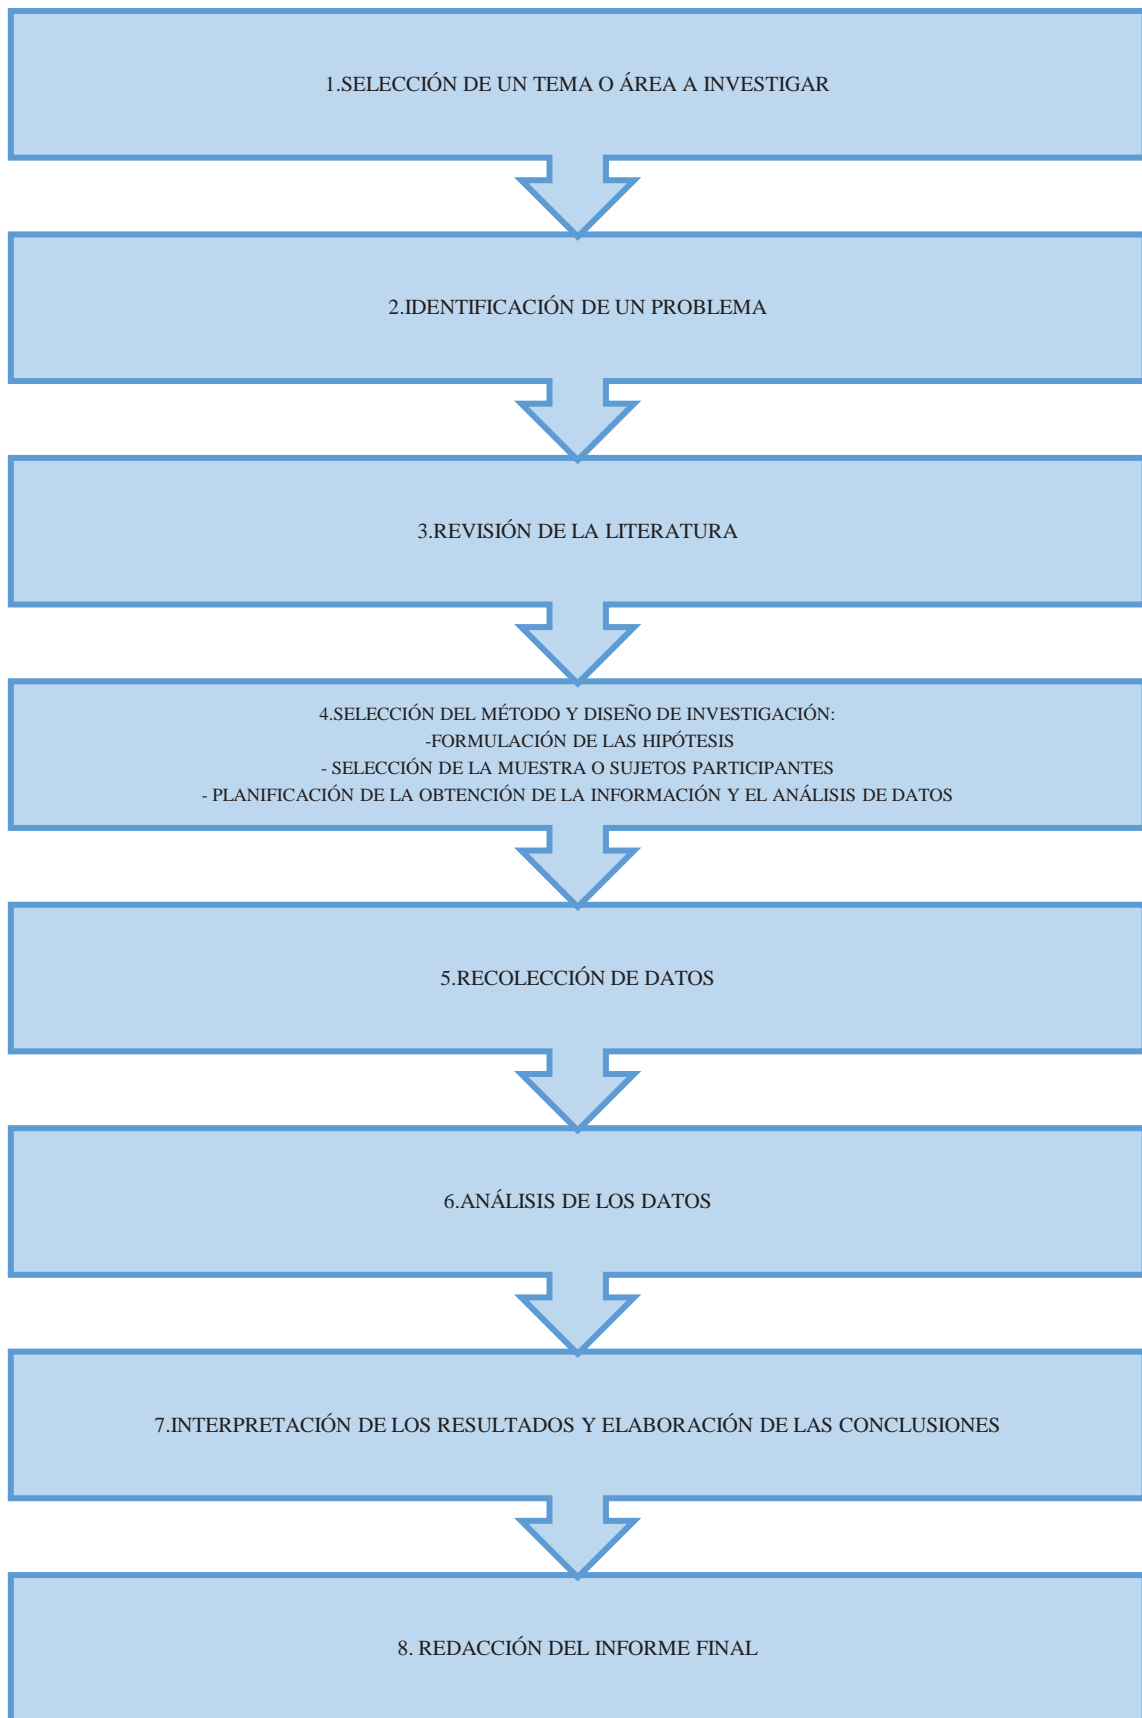 1.SELECCIÓN DE UN TEMA O ÁREA A INVESTIGAR
2.IDENTIFICACIÓN DE UN PROBLEMA
3.REVISIÓN DE LA LITERATURA
4.SELECCIÓN DEL MÉTODO Y DISEÑO DE INVESTIGACIÓN:
-FORMULACIÓN DE LAS HIPÓTESIS
- SELECCIÓN DE LA MUESTRA O SUJETOS PARTICIPANTES
- PLANIFICACIÓN DE LA OBTENCIÓN DE LA INFORMACIÓN Y EL ANÁLISIS DE DATOS
5.RECOLECCIÓN DE DATOS
6.ANÁLISIS DE LOS DATOS
7.INTERPRETACIÓN DE LOS RESULTADOS Y ELABORACIÓN DE LAS CONCLUSIONES
8. REDACCIÓN DEL INFORME FINAL